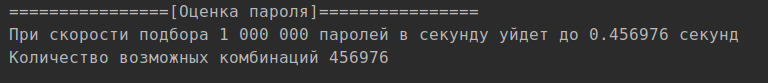 ================[Оценка пароля]================
При скорости подбора 1 000 000 паролей в секунду уйдет до 0.456976 секунд
Количество возможных комбинаций 456976